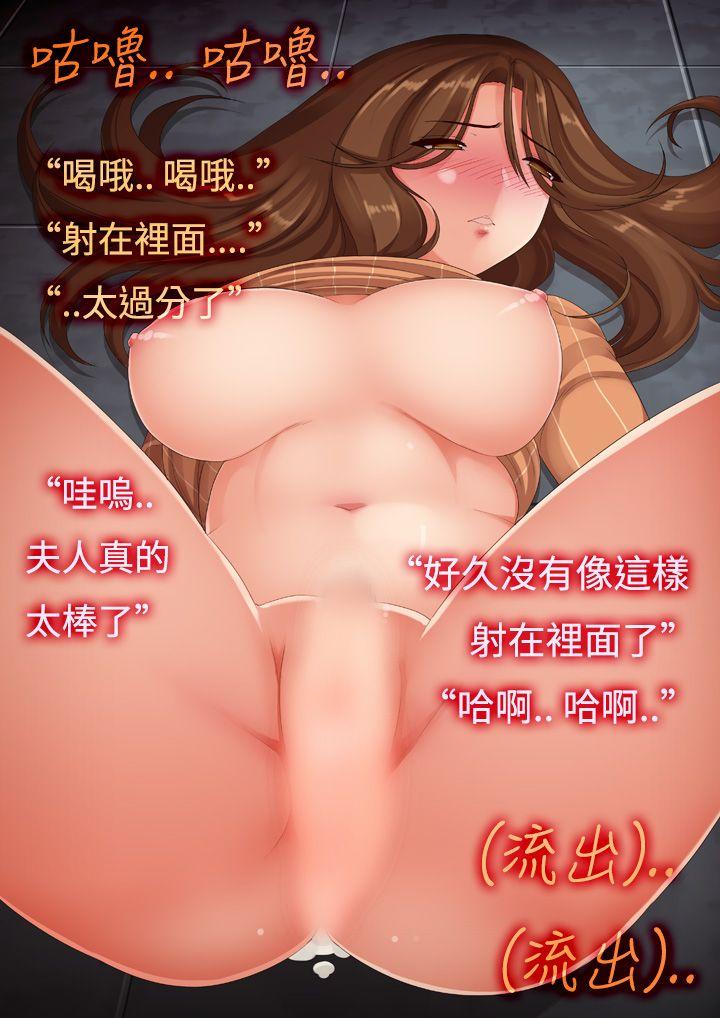 咕嚕.. 咕嚕..
“喝哦.. 喝哦..”
“射在裡面....”
“..太過分了”
“哇嗚..
夫人真的
太棒了”
“好久沒有像這樣
射在裡面了”
“哈啊.. 哈啊..”
(流出)..
(流出)..